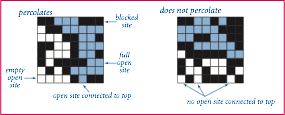 percolates
does not percolate
blocked
site
full
open
site
empty
open
site
open site connected to top
no open site connected to top